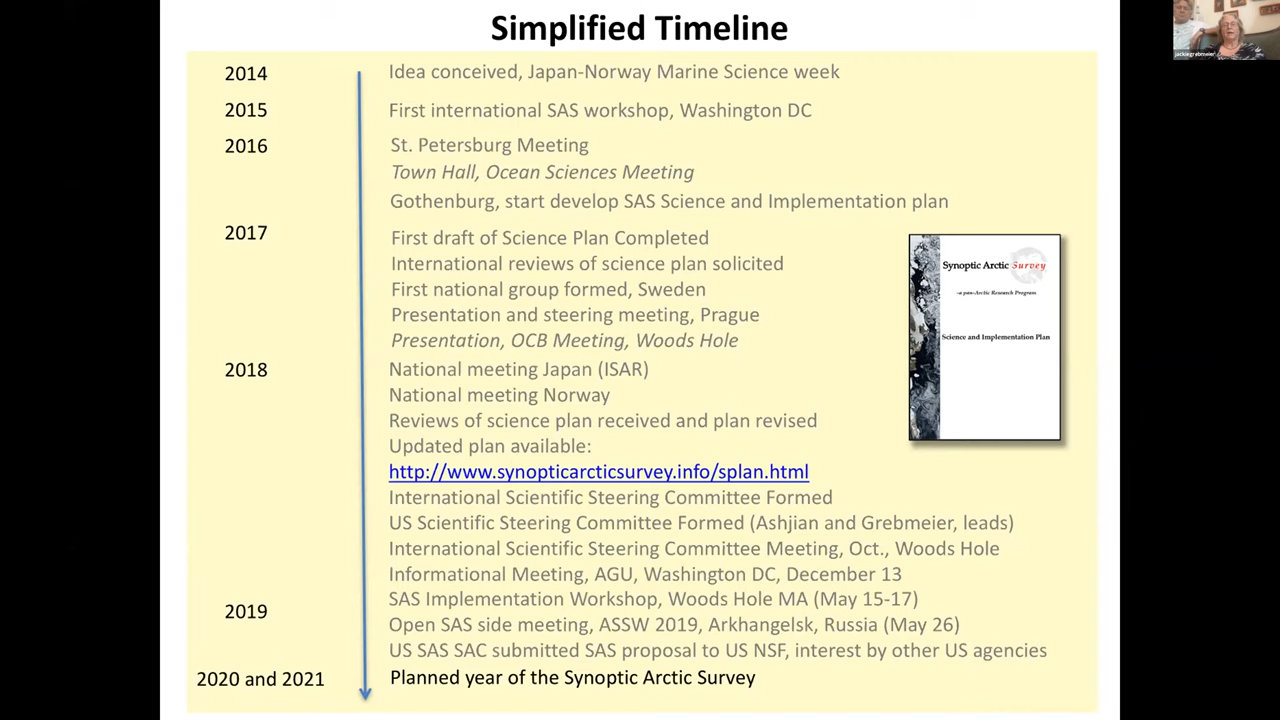 Simplified Timeline
jackiegrebmeier
2014 Idea conceived, Japan-Norway Marine Science week
2015 First international SAS workshop, Washington DC
2016 St. Petersburg Meeting
Town Hall, Ocean Sciences Meeting
Gothenburg, start develop SAS Science and Implementation plan
2017 First draft of Science Plan Completed
International reviews of science plan solicited
First national group formed, Sweden
Presentation and steering meeting, Prague
Presentation, OCB Meeting, Woods Hole
2018 National meeting Japan (ISAR)
National meeting Norway
Reviews of science plan received and plan revised
Updated plan available:
http://www.synopticarcticsurvey.info/splan.html
International Scientific Steering Committee Formed
US Scientific Steering Committee Formed (Ashjian and Grebmeier, leads)
International Scientific Steering Committee Meeting, Oct., Woods Hole
Informational Meeting, AGU, Washington DC, December 13
2019 SAS Implementation Workshop, Woods Hole MA (May 15-17)
Open SAS side meeting, ASSW 2019, Arkhangelsk, Russia (May 26)
US SAS SAC submitted SAS proposal to US NSF, interest by other US agencies
2020 and 2021 Planned year of the Synoptic Arctic Survey
Synoptic Arctic Survey
-a pan-Arctic Research Program
Science and Implementation Plan